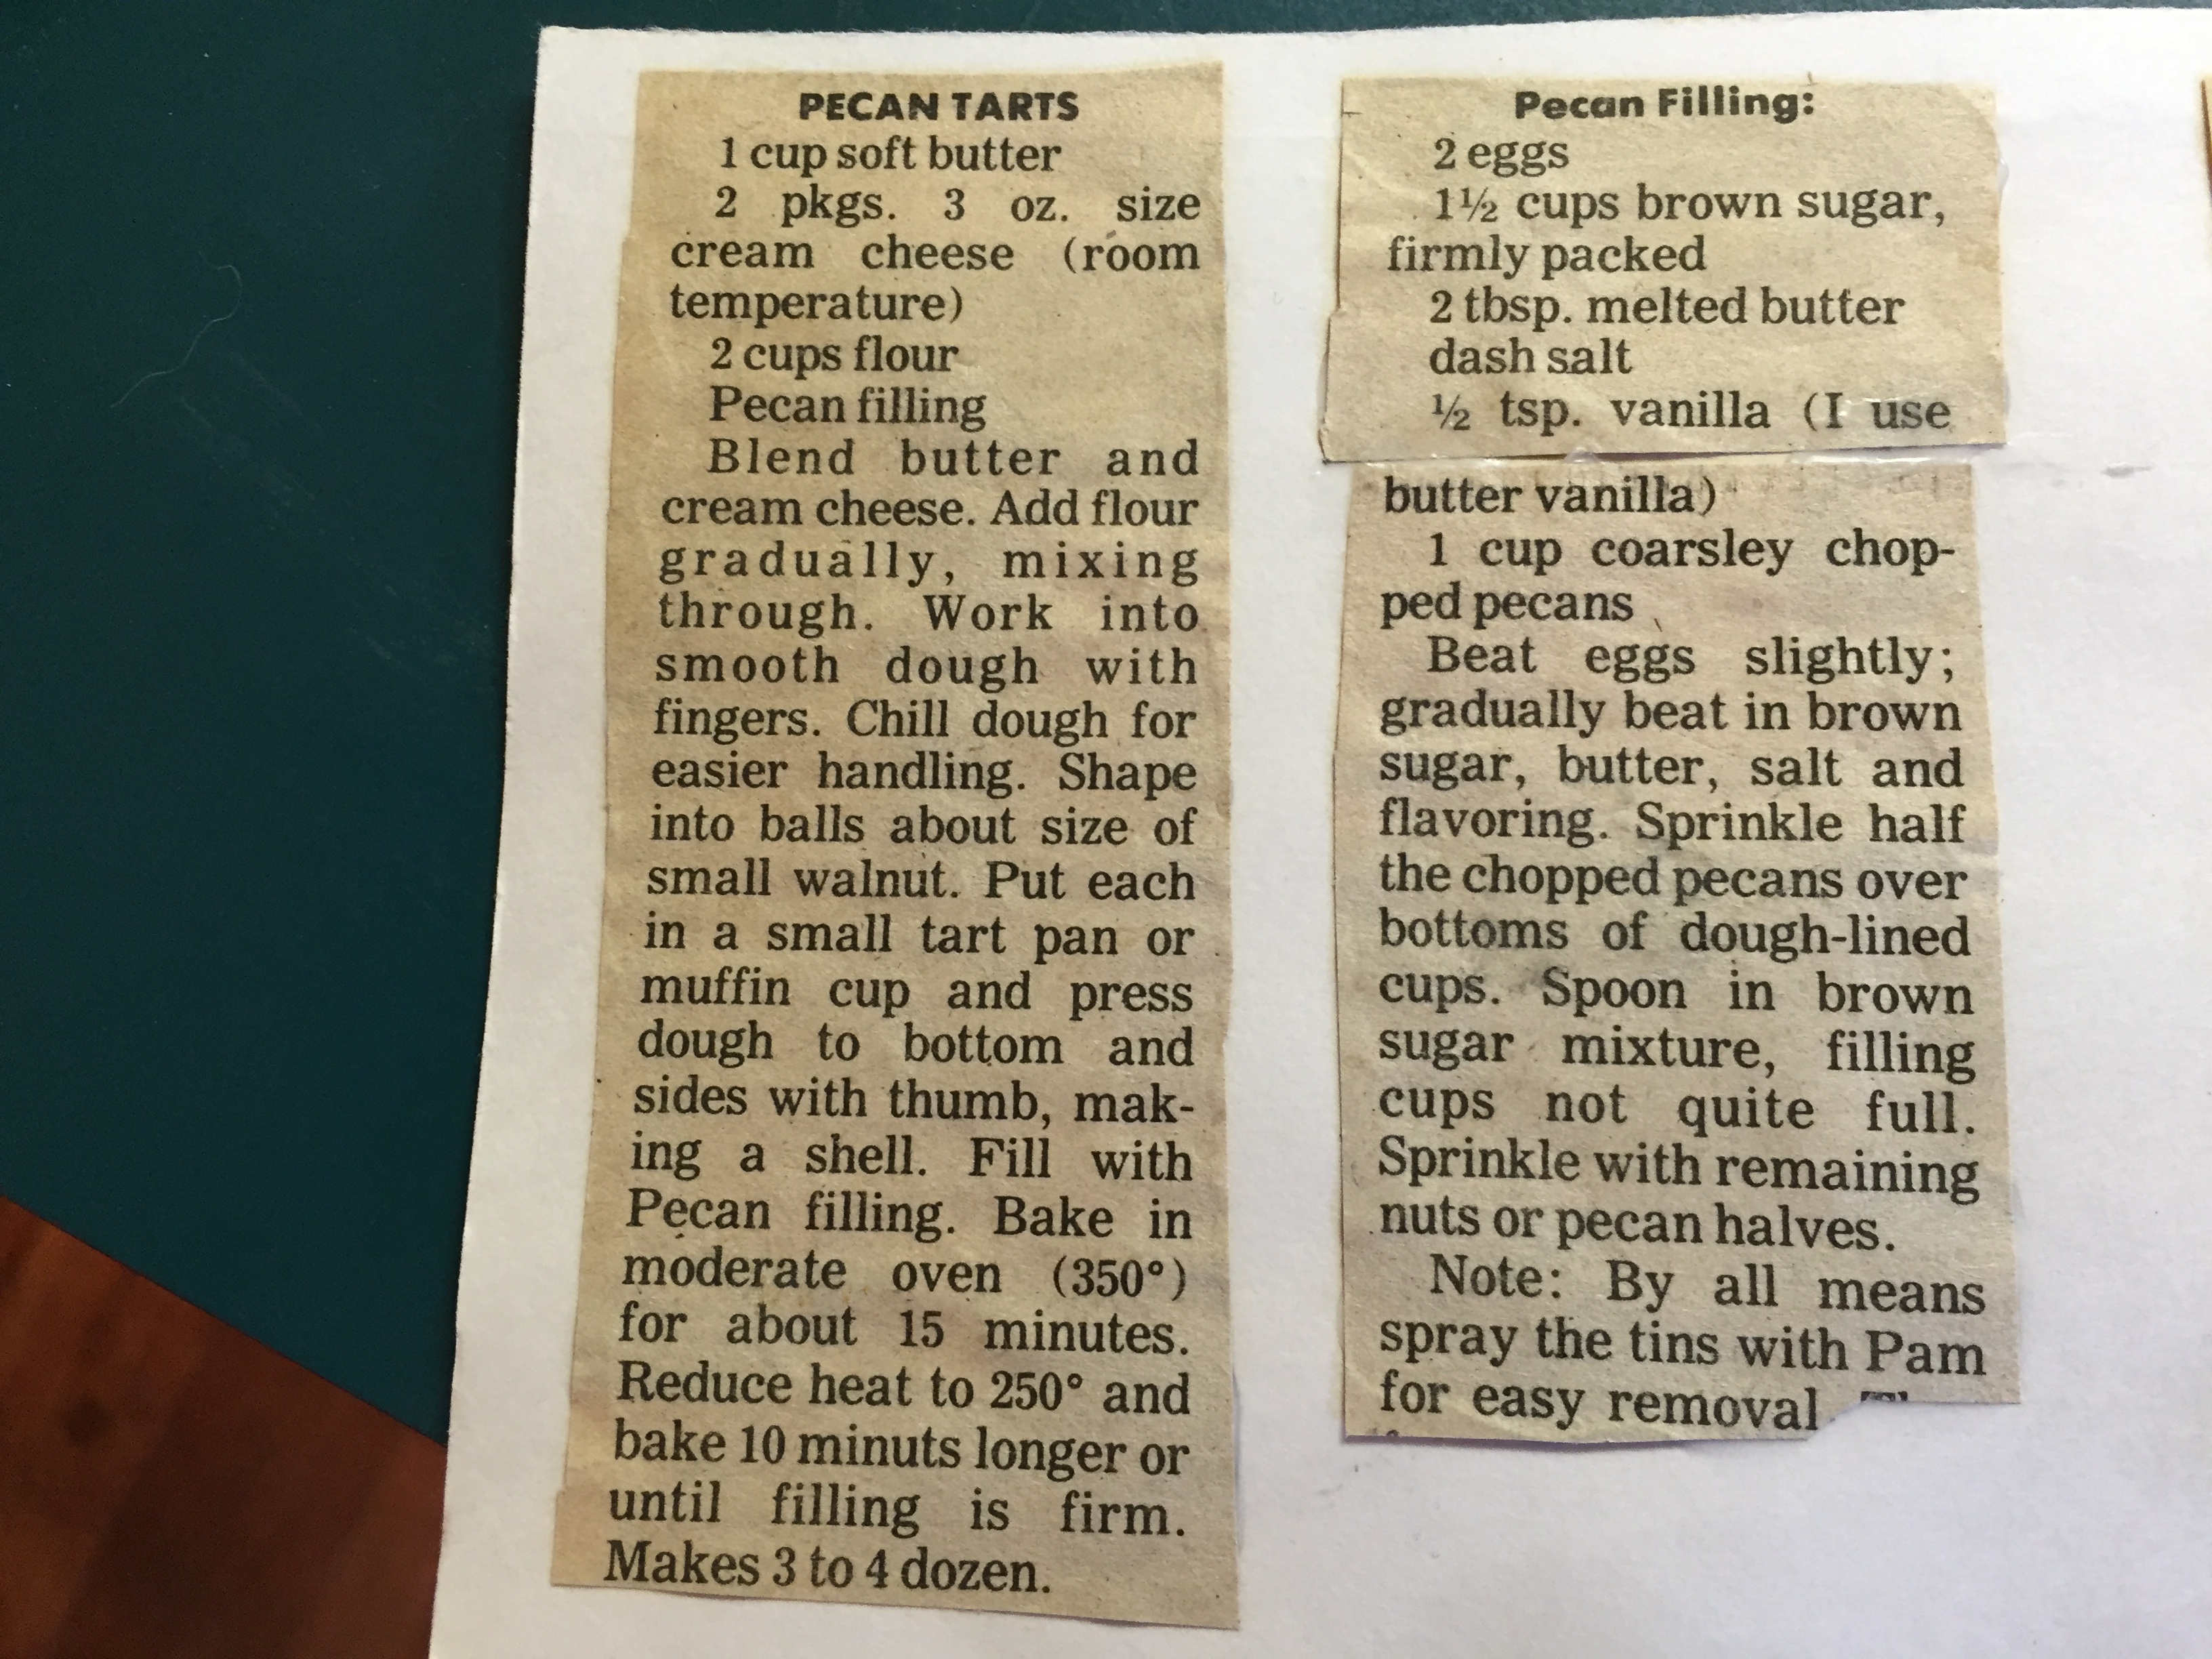 PECAN TARTS
1 cup soft butter
2 pkgs. 3 oz. size
cream cheese (room
temperature)
2 cups flour
Pecan filling
Blend butter and
cream cheese. Add flour
gradually, mixing
through. Work into
smooth dough with
fingers. Chill dough for
easier handling. Shape
into balls about size of
small walnut. Put each
in a small tart pan or
muffin cup and press
dough to bottom and
sides with thumb, mak-
ing a shell. Fill with
Pecan filling. Bake in
moderate oven (350°)
for about 15 minutes.
Reduce heat to 250° and
bake 10 minuts longer or
until filling is firm.
Makes 3 to 4 dozen.
Pecan Filling:
2 eggs
1½ cups brown sugar,
firmly packed
2 tbsp. melted butter
dash salt
½ tsp. vanilla (I use
butter vanilla)
1 cup coarsley chop-
ped pecans
Beat eggs slightly;
gradually beat in brown
sugar, butter, salt and
flavoring. Sprinkle half
the chopped pecans over
bottoms of dough-lined
cups. Spoon in brown
sugar mixture, filling
cups not quite full.
Sprinkle with remaining
nuts or pecan halves.
Note: By all means
spray the tins with Pam
for easy removal